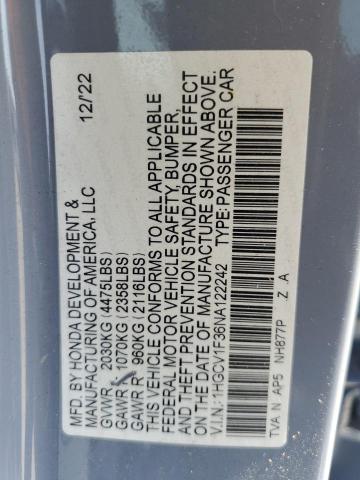 MFD. BY HONDA DEVELOPMENT & 12/22
MANUFACTURING OF AMERICA, LLC
GVWR 2030KG (4475LBS)
GAWR F 1070KG (2358LBS)
GAWR R 960KG (2116LBS)
THIS VEHICLE CONFORMS TO ALL APPLICABLE
FEDERAL MOTOR VEHICLE SAFETY, BUMPER,
AND THEFT PREVENTION STANDARDS IN EFFECT
ON THE DATE OF MANUFACTURE SHOWN ABOVE.
V.I.N.: 1HGCV1F36NA122242 TYPE: PASSENGER CAR
TVA N AP5 NH877P Z A